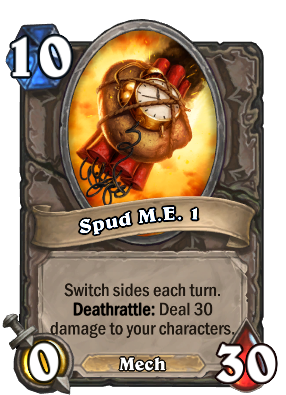 10
Spud M.E. 1
Switch sides each turn.
Deathrattle: Deal 30
damage to your characters.
0
Mech
30